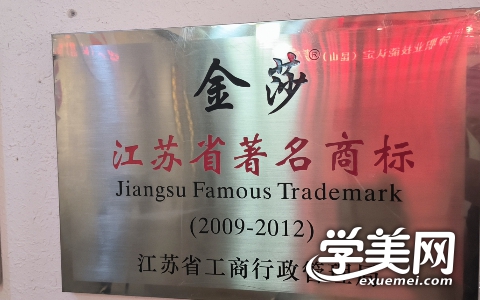 金莎®
江苏省著名商标
Jiangsu Famous Trademark
(2009-2012)
江苏省工商行政管
学美网
exuemei.com